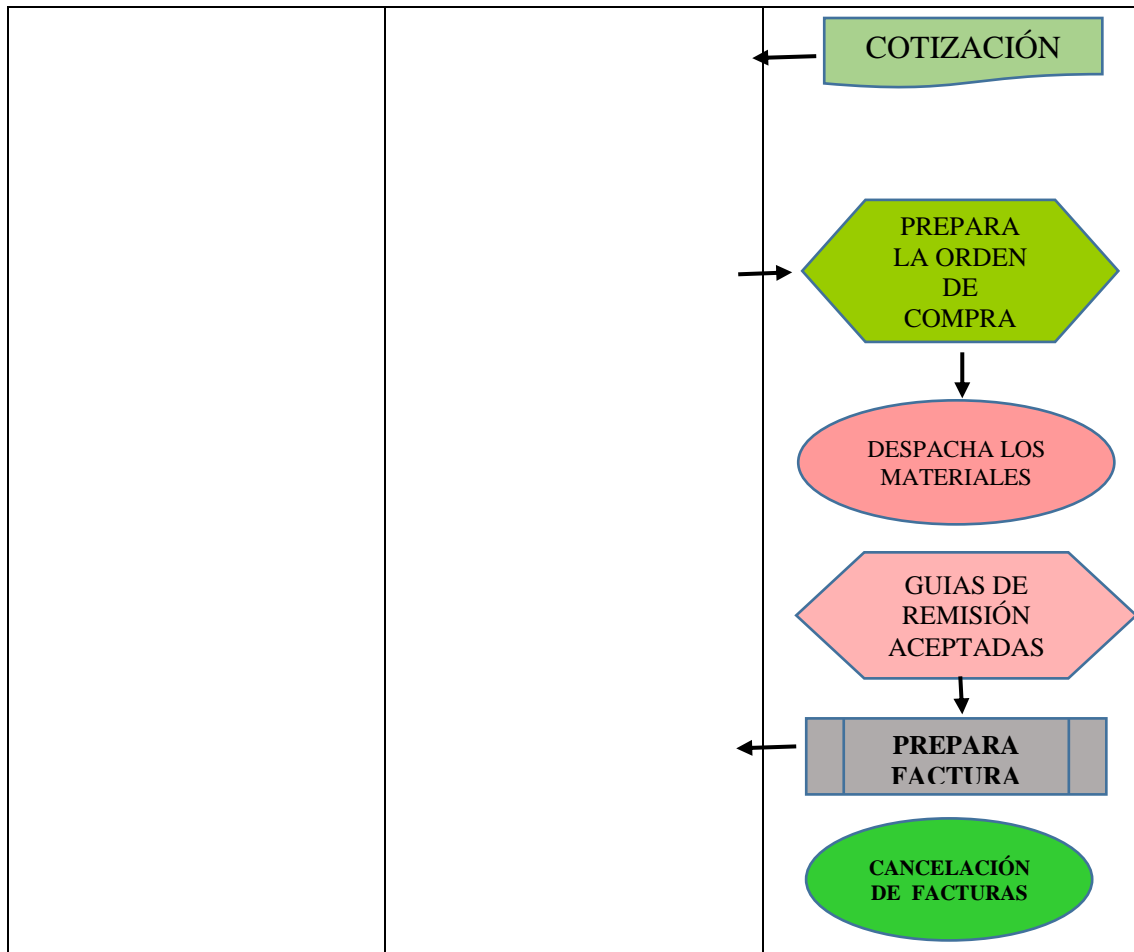 COTIZACIÓN
PREPARA
LA ORDEN
DE
COMPRA
DESPACHA LOS
MATERIALES
GUIAS DE
REMISIÓN
ACEPTADAS
PREPARA
FACTURA
CANCELACIÓN
DE FACTURAS